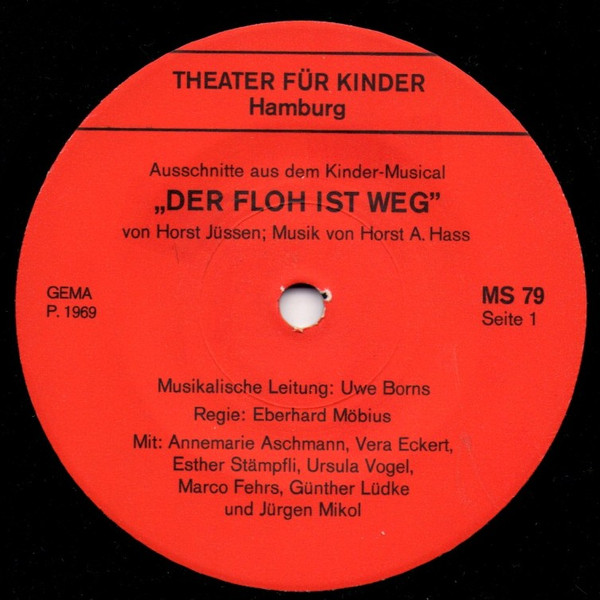 THEATER FÜR KINDER
Hamburg
Ausschnitte aus dem Kinder-Musical
„DER FLOH IST WEG”
von Horst Jüssen; Musik von Horst A. Hass
GEMA
P. 1969
MS 79
Seite 1
Musikalische Leitung: Uwe Borns
Regie: Eberhard Möbius
Mit: Annemarie Aschmann, Vera Eckert,
Esther Stämpfli, Ursula Vogel,
Marco Fehrs, Günther Lüdke
und Jürgen Mikol